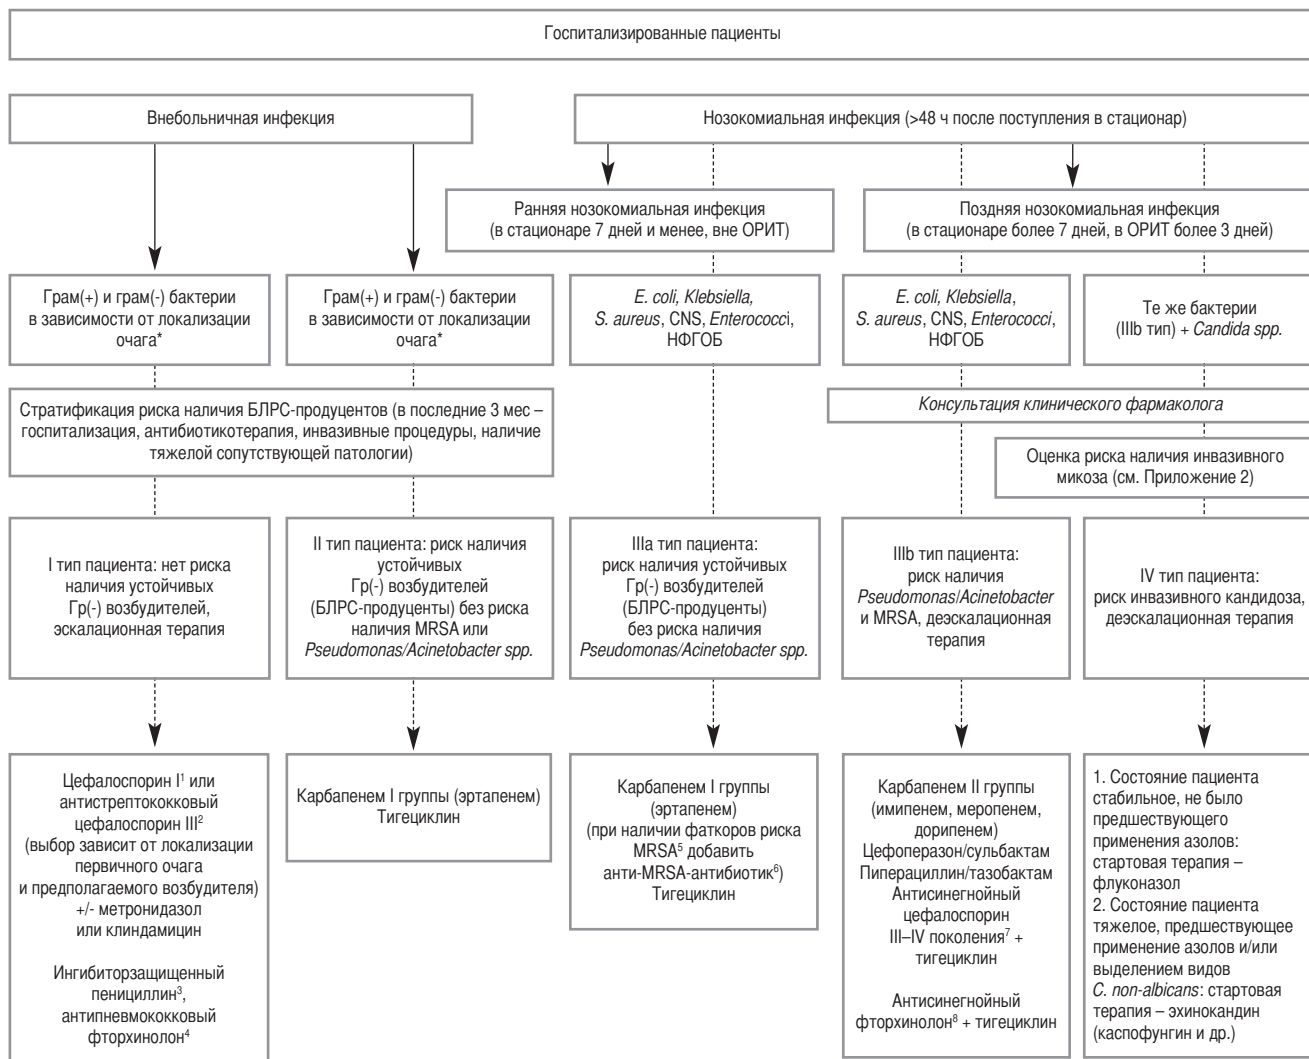 Госпитализированные пациенты
Внебольничная инфекция
Нозокомиальная инфекция (>48 ч после поступления в стационар)
Ранняя нозокомиальная инфекция
(в стационаре 7 дней и менее, вне ОРИТ)
Поздняя нозокомиальная инфекция
(в стационаре более 7 дней, в ОРИТ более 3 дней)
Грам(+) и грам(-) бактерии
в зависимости от локализации
очага*
Грам(+) и грам(-) бактерии
в зависимости от локализации
очага*
E. coli, Klebsiella,
S. aureus, CNS, Enterococci,
НФГОБ
E. coli, Klebsiella,
S. aureus, CNS, Enterococci,
НФГОБ
Те же бактерии
(IIIb тип) + Candida spp.
Стратификация риска наличия БЛРС-продуцентов (в последние 3 мес –
госпитализация, антибиотикотерапия, инвазивные процедуры, наличие
тяжелой сопутствующей патологии)
Консультация клинического фармаколога
Оценка риска наличия инвазивного
микоза (см. Приложение 2)
I тип пациента: нет риска
наличия устойчивых
Гр(-) возбудителей,
эскалационная терапия
II тип пациента: риск наличия
устойчивых
Гр(-) возбудителей
(БЛРС-продуценты) без риска
наличия MRSA или
Pseudomonas/Acinetobacter spp.
IIIa тип пациента:
риск наличия устойчивых
Гр(-) возбудителей
(БЛРС-продуценты)
без риска наличия
Pseudomonas/Acinetobacter spp.
IIIb тип пациента:
риск наличия
Pseudomonas/Acinetobacter
и MRSA, деэскалационная
терапия
IV тип пациента:
риск инвазивного кандидоза,
деэскалационная терапия
Цефалоспорин I¹ или
антистрептококковый
цефалоспорин III²
(выбор зависит от локализации
первичного очага
и предполагаемого возбудителя)
+/- метронидазол
или клиндамицин
Ингибиторзащищенный
пенициллин³,
антипневмококковый
фторхинолон⁴
Карбапенем I группы (эртапенем)
Тигециклин
Карбапенем I группы
(эртапенем)
(при наличии фаткоров риска
MRSA⁵ добавить
анти-MRSA-антибиотик⁶)
Тигециклин
Карбапенем II группы
(имипенем, меропенем,
дорипенем)
Цефоперазон/сульбактам
Пиперациллин/тазобактам
Антисинегнойный
цефалоспорин
III–IV поколения⁷ +
тигециклин
Антисинегнойный
фторхинолон⁸ + тигециклин
1. Состояние пациента
стабильное, не было
предшествующего
применения азолов:
стартовая терапия –
флуконазол
2. Состояние пациента
тяжелое, предшествующее
применение азолов и/или
выделением видов
C. non-albicans: стартовая
терапия – эхинокандин
(каспофунгин и др.)